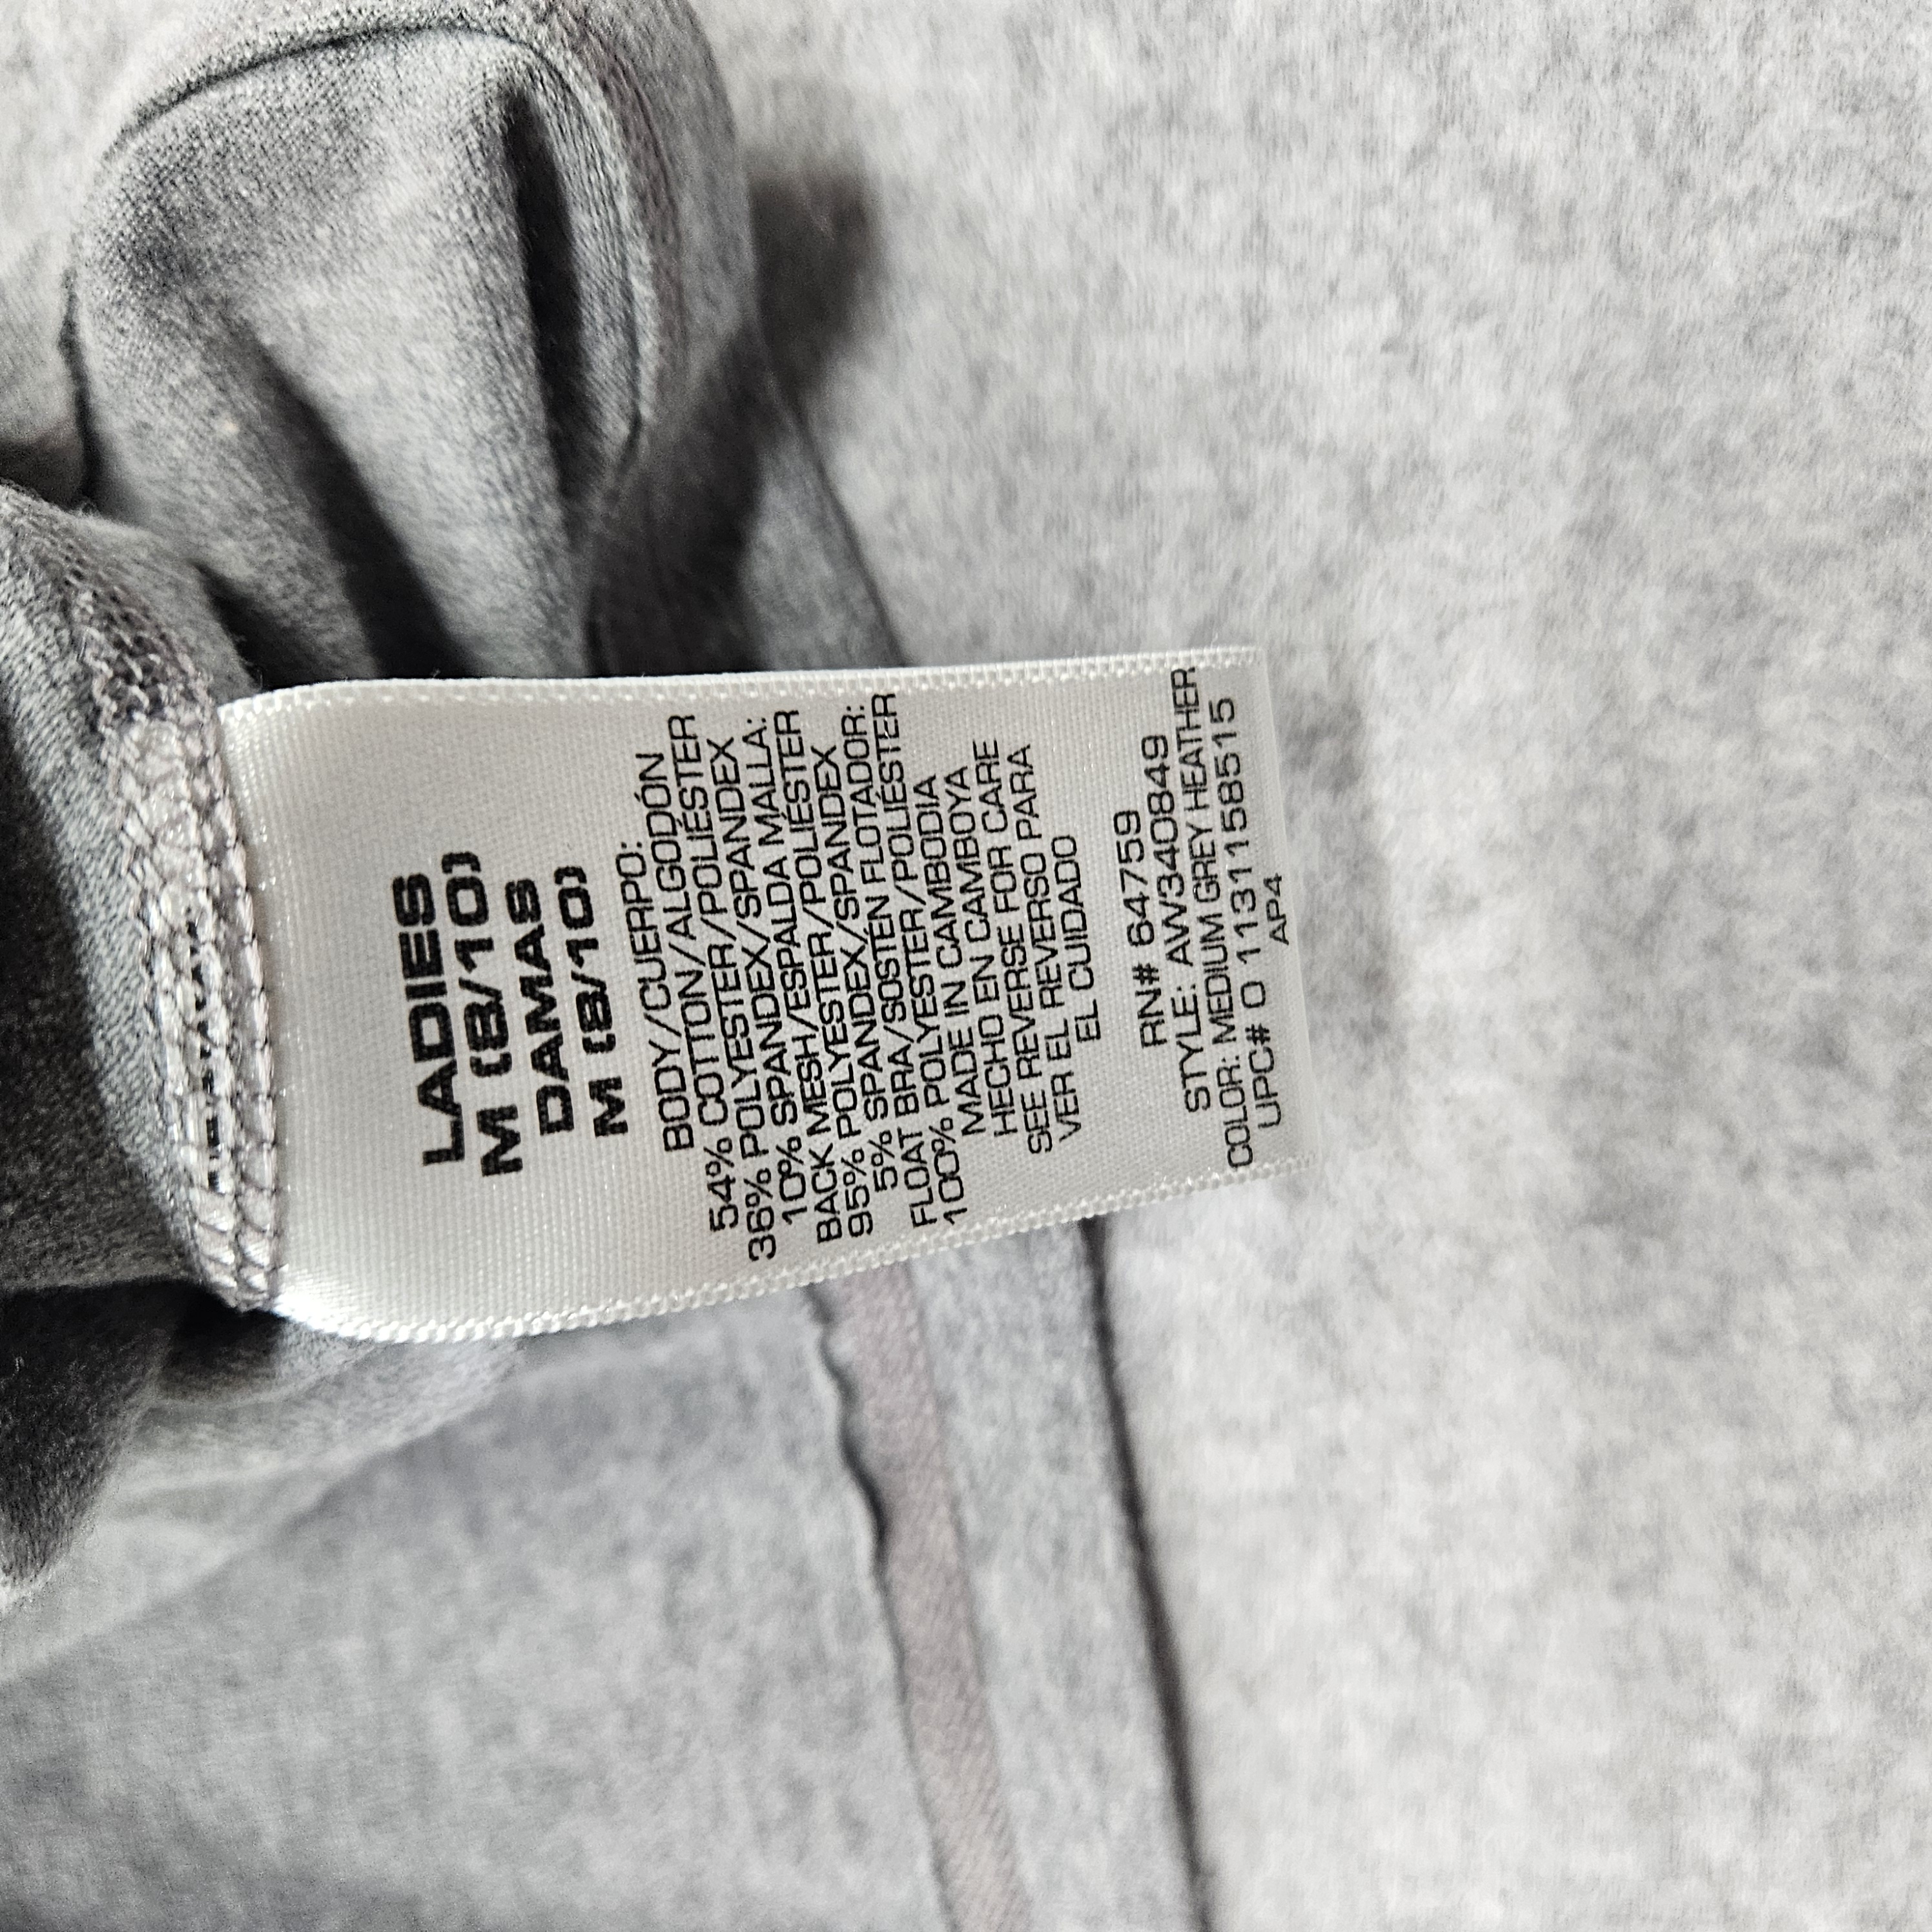 LADIES
M (8/10)
DAMAS
M (8/10)
BODY/CUERPO:
54% COTTON/ALGODÓN
36% POLYESTER/POLIÉSTER
10% SPANDEX/SPANDEX
BACK MESH/ESPALDA MALLA:
95% POLYESTER/POLIÉSTER
5% SPANDEX/SPANDEX
FLOAT BRA/SOSTEN FLOTADOR:
100% POLYESTER/POLIÉSTER
MADE IN CAMBODIA
HECHO EN CAMBOYA
SEE REVERSE FOR CARE
VER EL REVERSO PARA
EL CUIDADO
RN# 64759
STYLE: AW340849
COLOR: MEDIUM GREY HEATHER
UPC# 0 1131158515
AP4